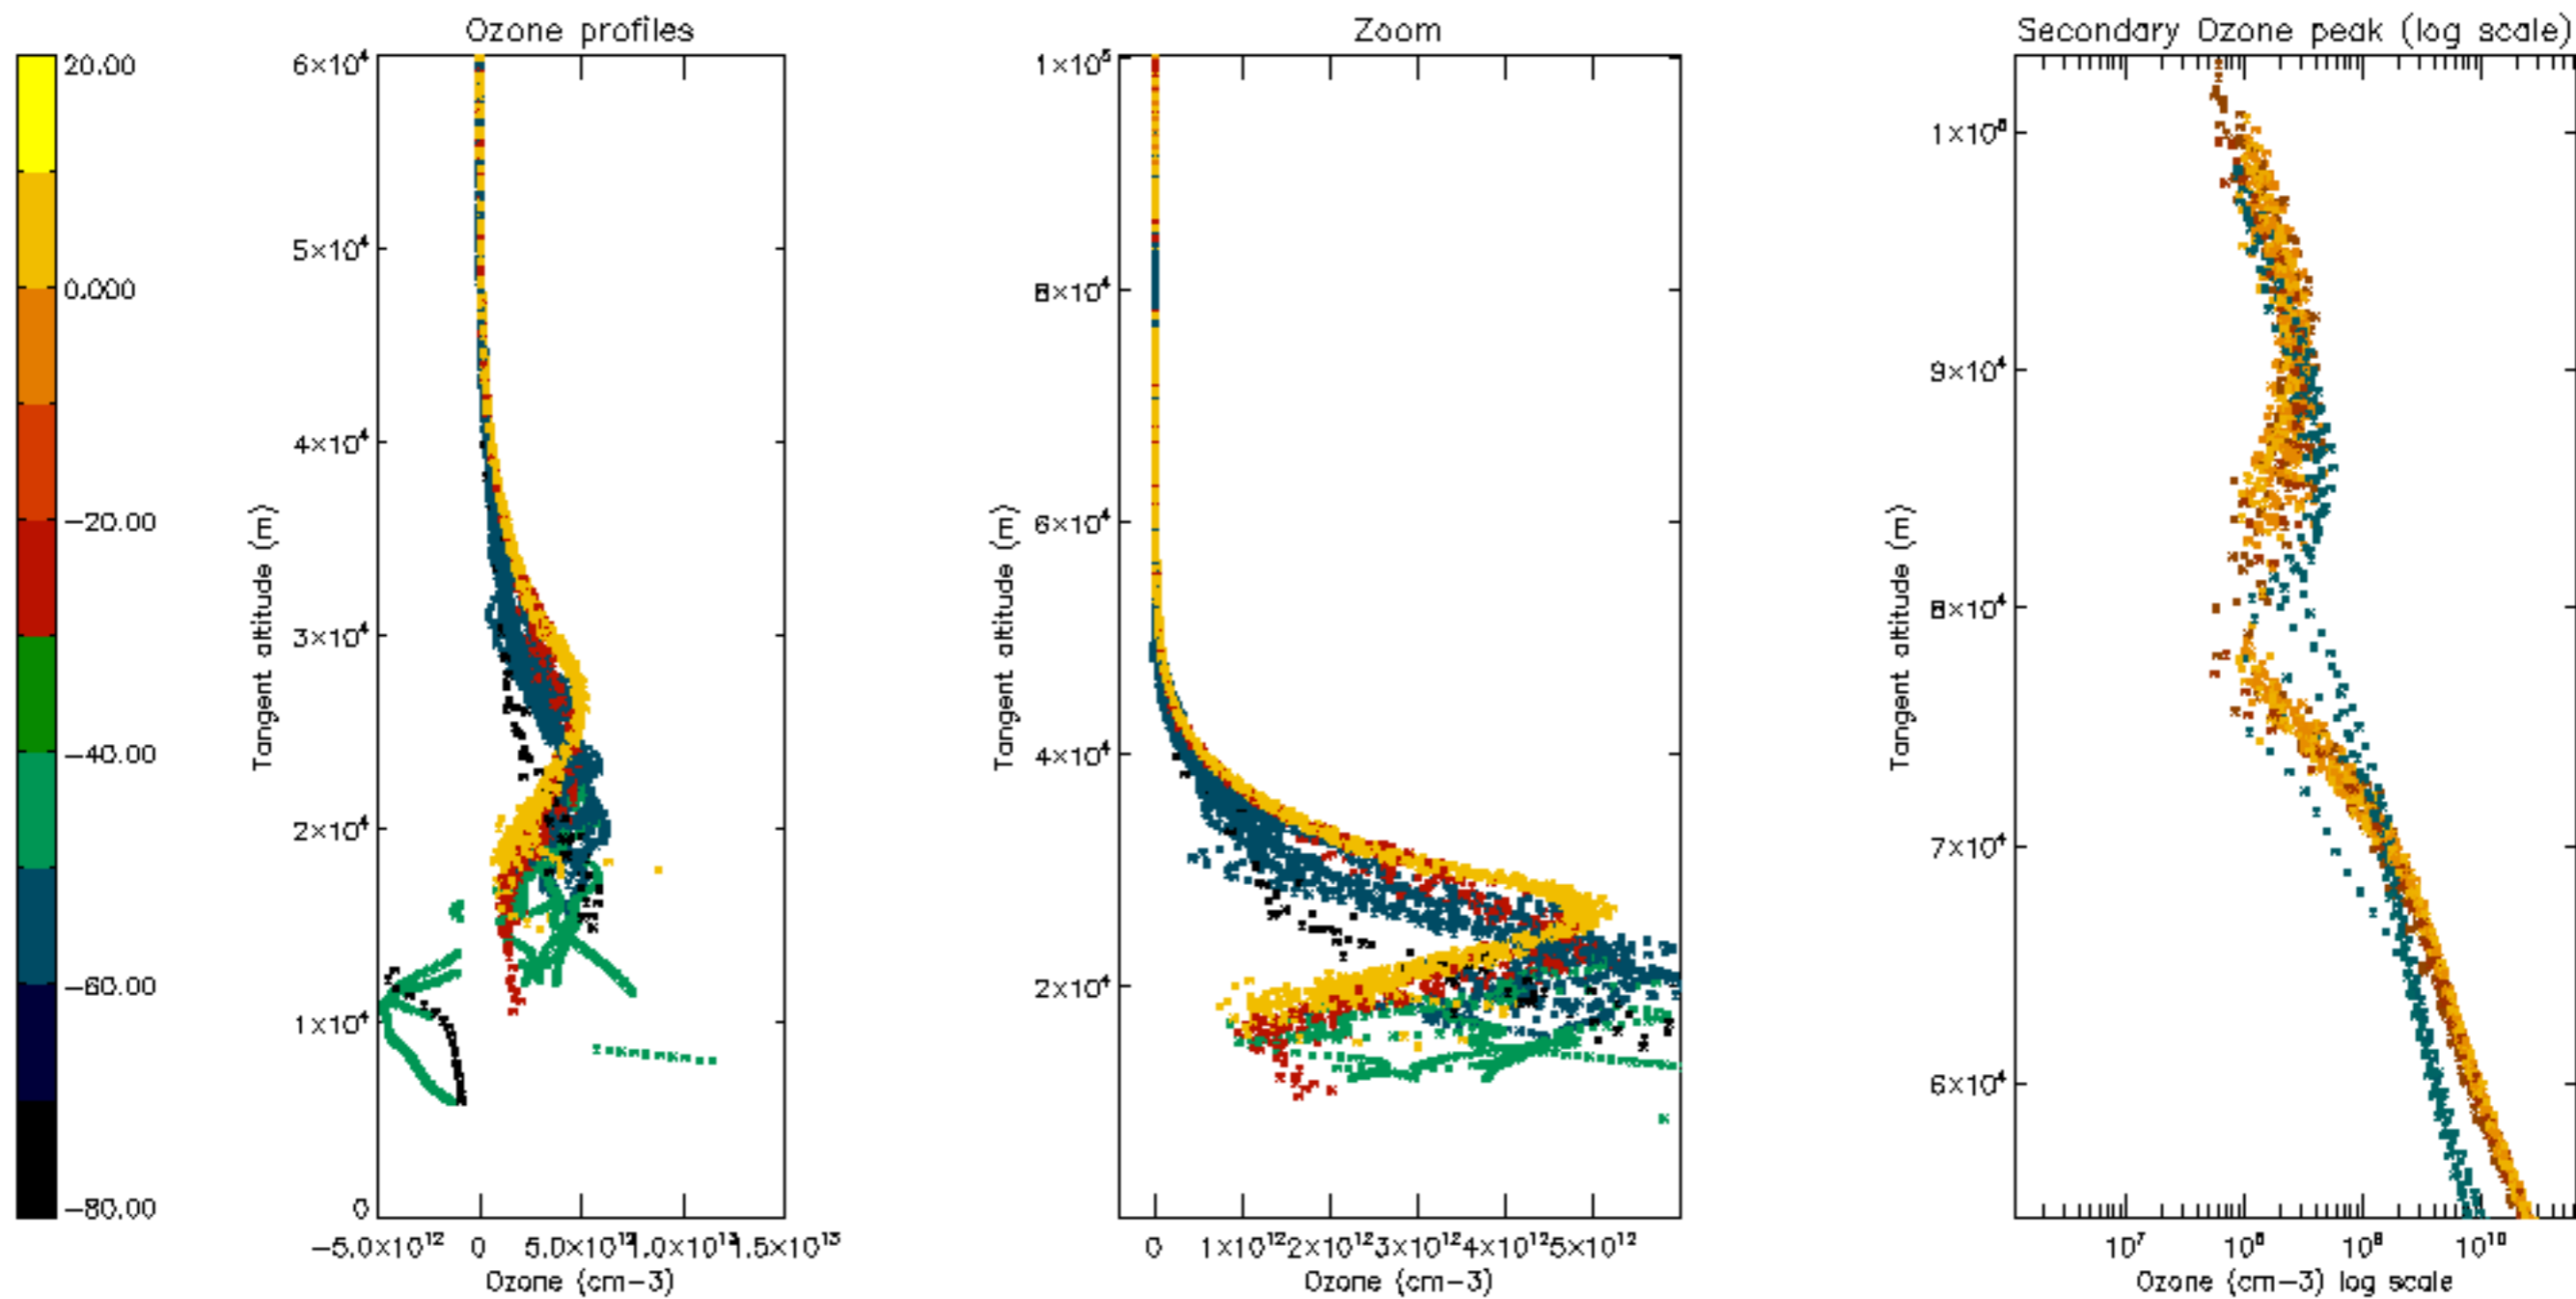 Ozone profiles
Zoom
Secondary Ozone peak (log scale)
20.00
0.000
−20.00
−40.00
−60.00
−80.00
6×10⁴
5×10⁴
4×10⁴
3×10⁴
2×10⁴
1×10⁴
0
Tangent altitude (m)
−5.0×10¹² 0 5.0×10¹² 1.0×10¹³ 1.5×10¹³
Ozone (cm−3)
1×10⁵
8×10⁴
6×10⁴
4×10⁴
2×10⁴
Tangent altitude (m)
0 1×10¹² 2×10¹² 3×10¹² 4×10¹² 5×10¹²
Ozone (cm−3)
1×10⁵
9×10⁴
8×10⁴
7×10⁴
6×10⁴
Tangent altitude (m)
10⁷ 10⁸ 10⁹ 10¹⁰
Ozone (cm−3) log scale